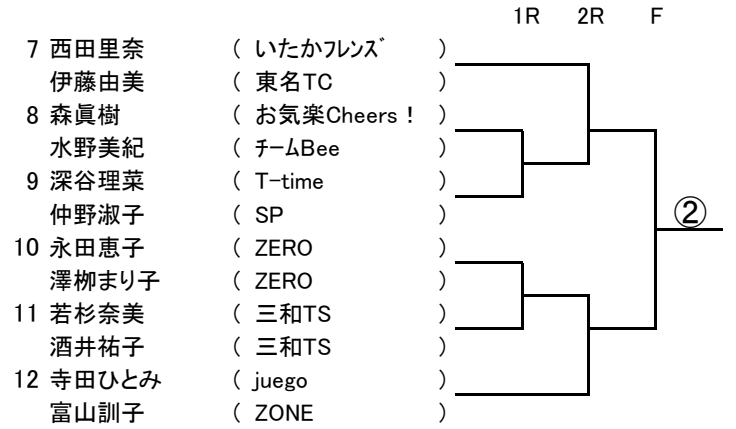 1R 2R F
7 西田里奈 ( いたかﾌﾚﾝｽﾞ )
伊藤由美 ( 東名TC )
8 森眞樹 ( お気楽Cheers！ )
水野美紀 ( ﾁｰﾑBee )
9 深谷理菜 ( T-time )
仲野淑子 ( SP )
②
10 永田恵子 ( ZERO )
澤栁まり子 ( ZERO )
11 若杉奈美 ( 三和TS )
酒井祐子 ( 三和TS )
12 寺田ひとみ ( juego )
富山訓子 ( ZONE )